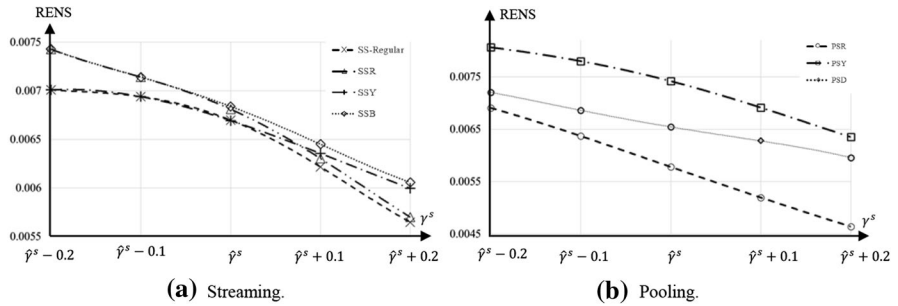 RENS
0.0075
0.007
0.0065
0.006
0.0055
SS-Regular
SSR
SSY
SSB
γˢ
γ̂ˢ − 0.2
γ̂ˢ − 0.1
γ̂ˢ
γ̂ˢ + 0.1
γ̂ˢ + 0.2
(a) Streaming.
RENS
0.0075
0.0065
0.0055
0.0045
PSR
PSY
PSD
γˢ
γ̂ˢ − 0.2
γ̂ˢ − 0.1
γ̂ˢ
γ̂ˢ + 0.1
γ̂ˢ + 0.2
(b) Pooling.